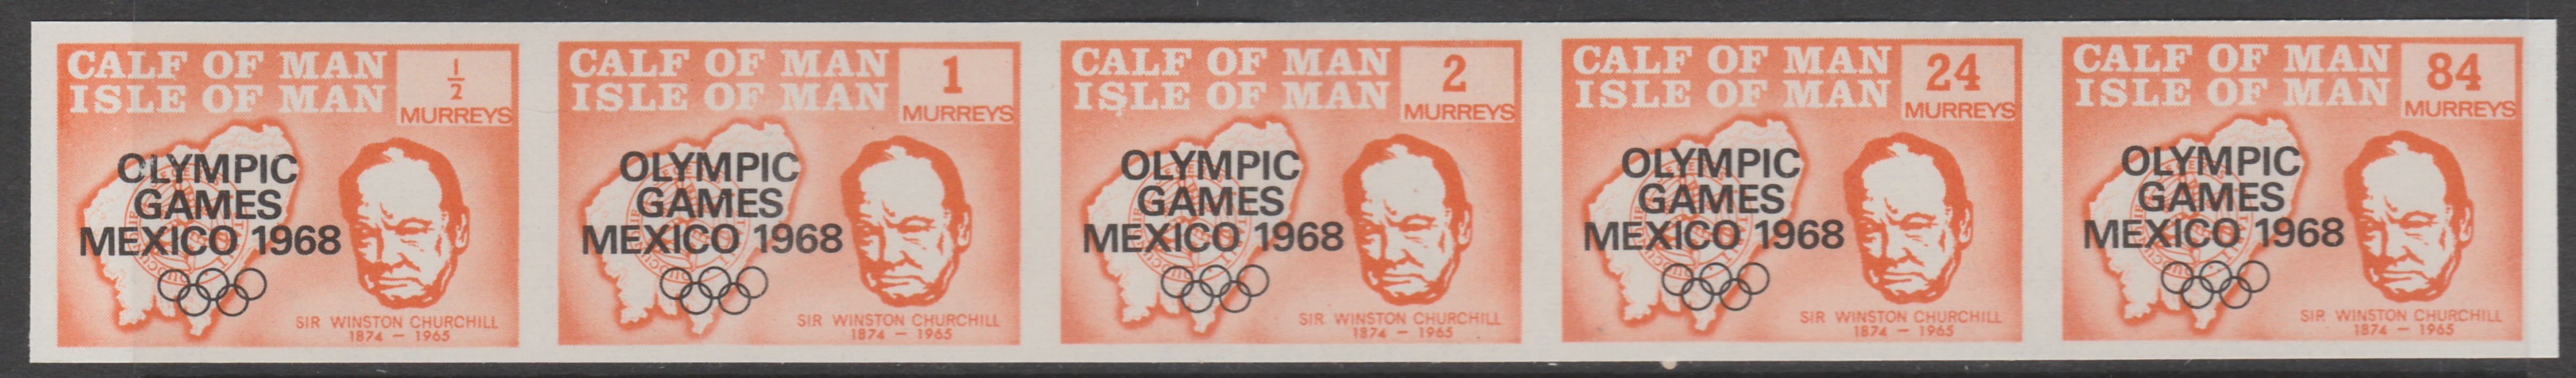 CALF OF MAN
ISLE OF MAN
1/2
MURREYS
OLYMPIC
GAMES
MEXICO 1968
SIR WINSTON CHURCHILL
1874 – 1965
CALF OF MAN
ISLE OF MAN
1
MURREYS
OLYMPIC
GAMES
MEXICO 1968
SIR WINSTON CHURCHILL
1874 – 1965
CALF OF MAN
ISLE OF MAN
2
MURREYS
OLYMPIC
GAMES
MEXICO 1968
SIR WINSTON CHURCHILL
1874 – 1965
CALF OF MAN
ISLE OF MAN
24
MURREYS
OLYMPIC
GAMES
MEXICO 1968
SIR WINSTON CHURCHILL
1874 – 1965
CALF OF MAN
ISLE OF MAN
84
MURREYS
OLYMPIC
GAMES
MEXICO 1968
SIR WINSTON CHURCHILL
1874 – 1965